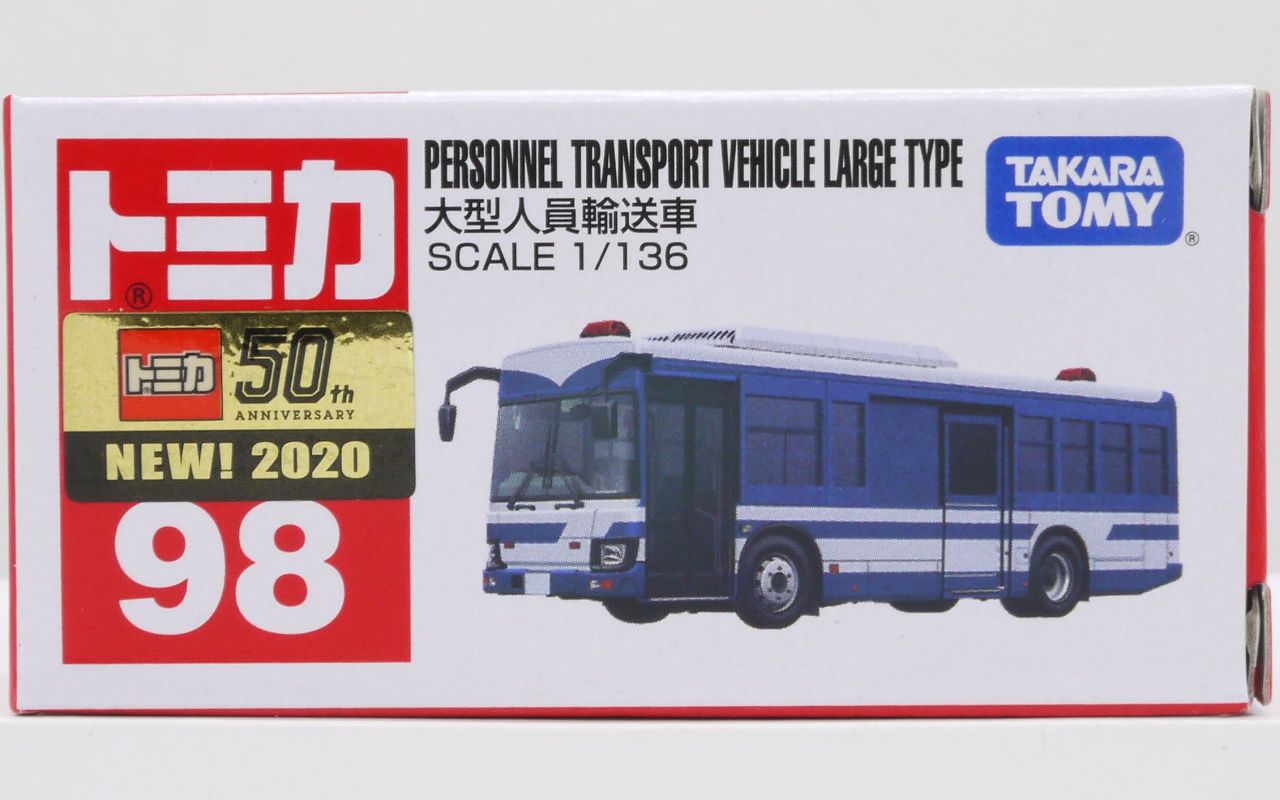 トミカ
®
PERSONNEL TRANSPORT VEHICLE LARGE TYPE
大型人員輸送車
SCALE 1/136
TAKARA
TOMY
®
トミカ
®
50th
ANNIVERSARY
NEW! 2020
98